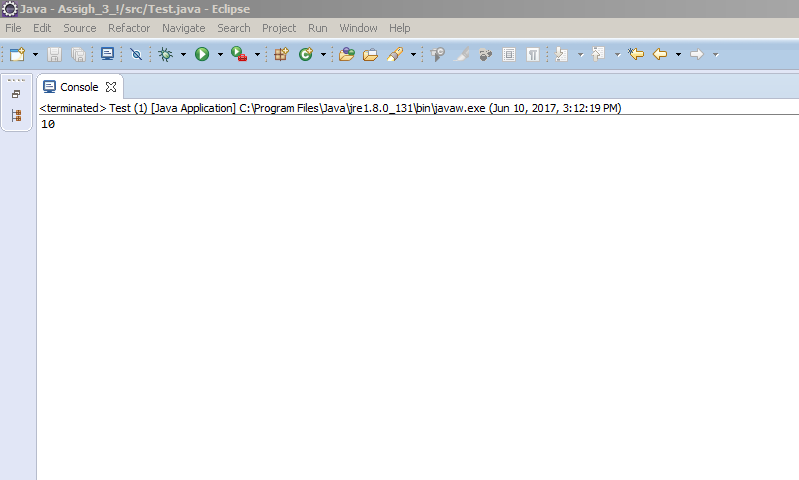 Java - Assigh_3_!/src/Test.java - Eclipse
File Edit Source Refactor Navigate Search Project Run Window Help
Console
<terminated> Test (1) [Java Application] C:\Program Files\Java\jre1.8.0_131\bin\javaw.exe (Jun 10, 2017, 3:12:19 PM)
10